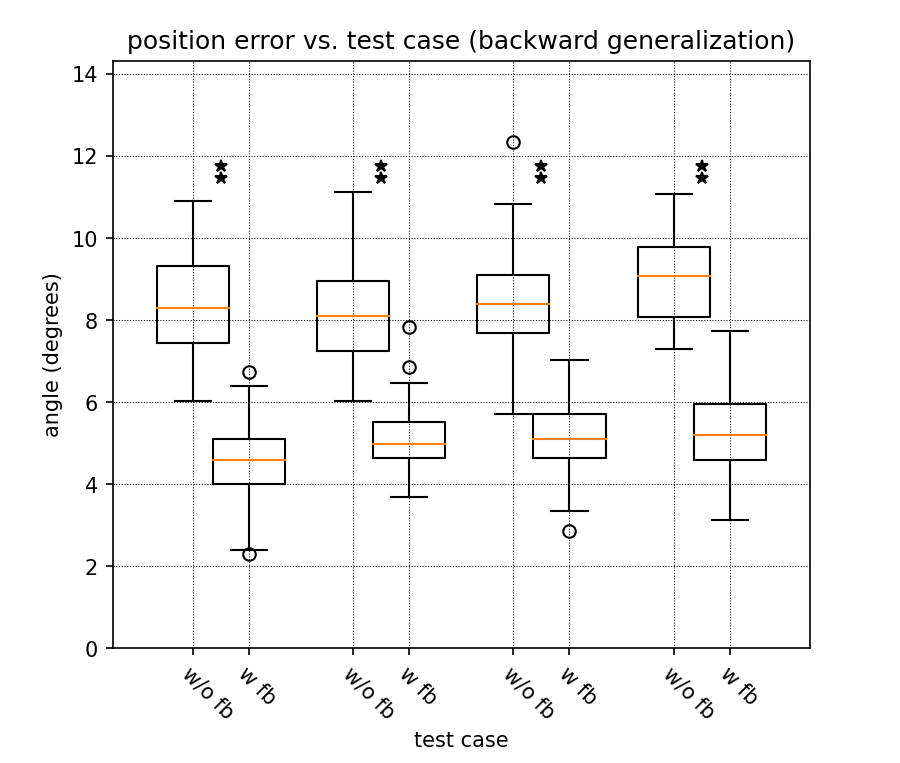 position error vs. test case (backward generalization)
14
12
10
8
6
4
2
0
angle (degrees)
w/o fb
w fb
w/o fb
w fb
w/o fb
w fb
w/o fb
w fb
test case